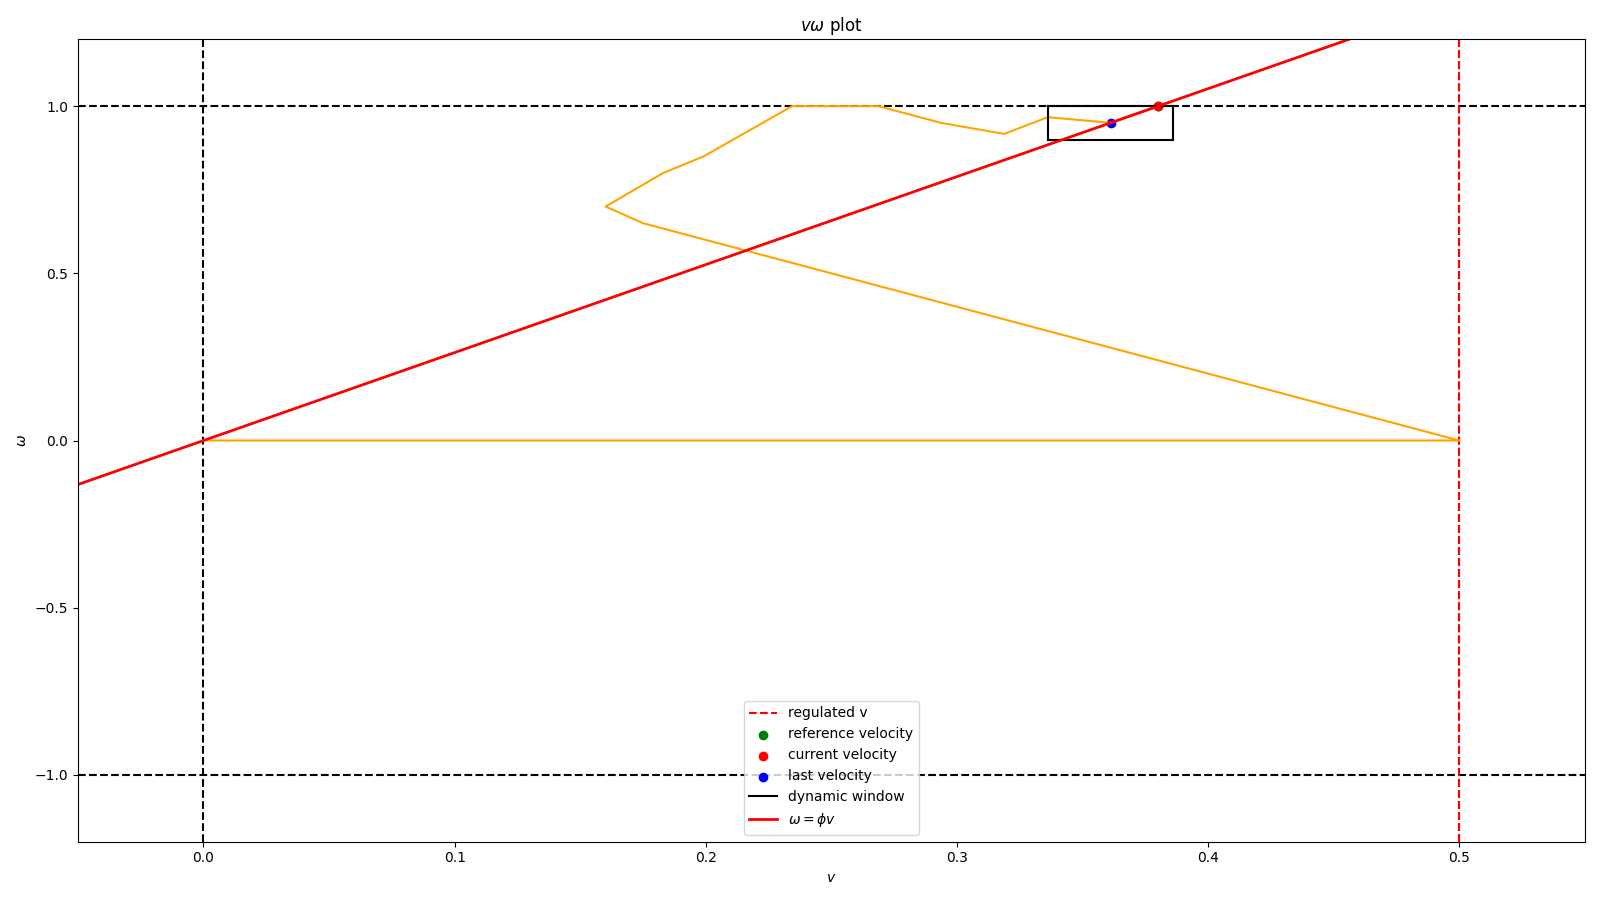 vω plot
ω
1.0
0.5
0.0
−0.5
−1.0
regulated v
reference velocity
current velocity
last velocity
dynamic window
ω = ϕv
0.0 0.1 0.2 0.3 0.4 0.5
v